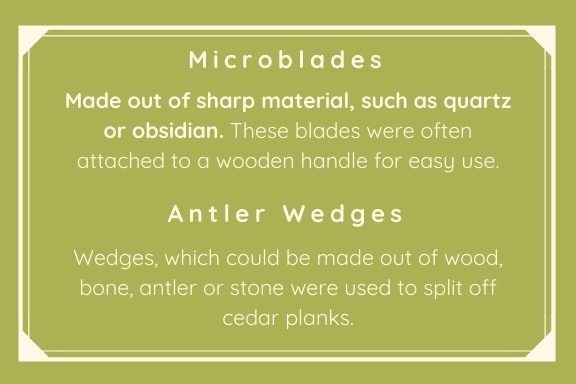 Microblades
Made out of sharp material, such as quartz
or obsidian. These blades were often
attached to a wooden handle for easy use.
Antler Wedges
Wedges, which could be made out of wood,
bone, antler or stone were used to split off
cedar planks.